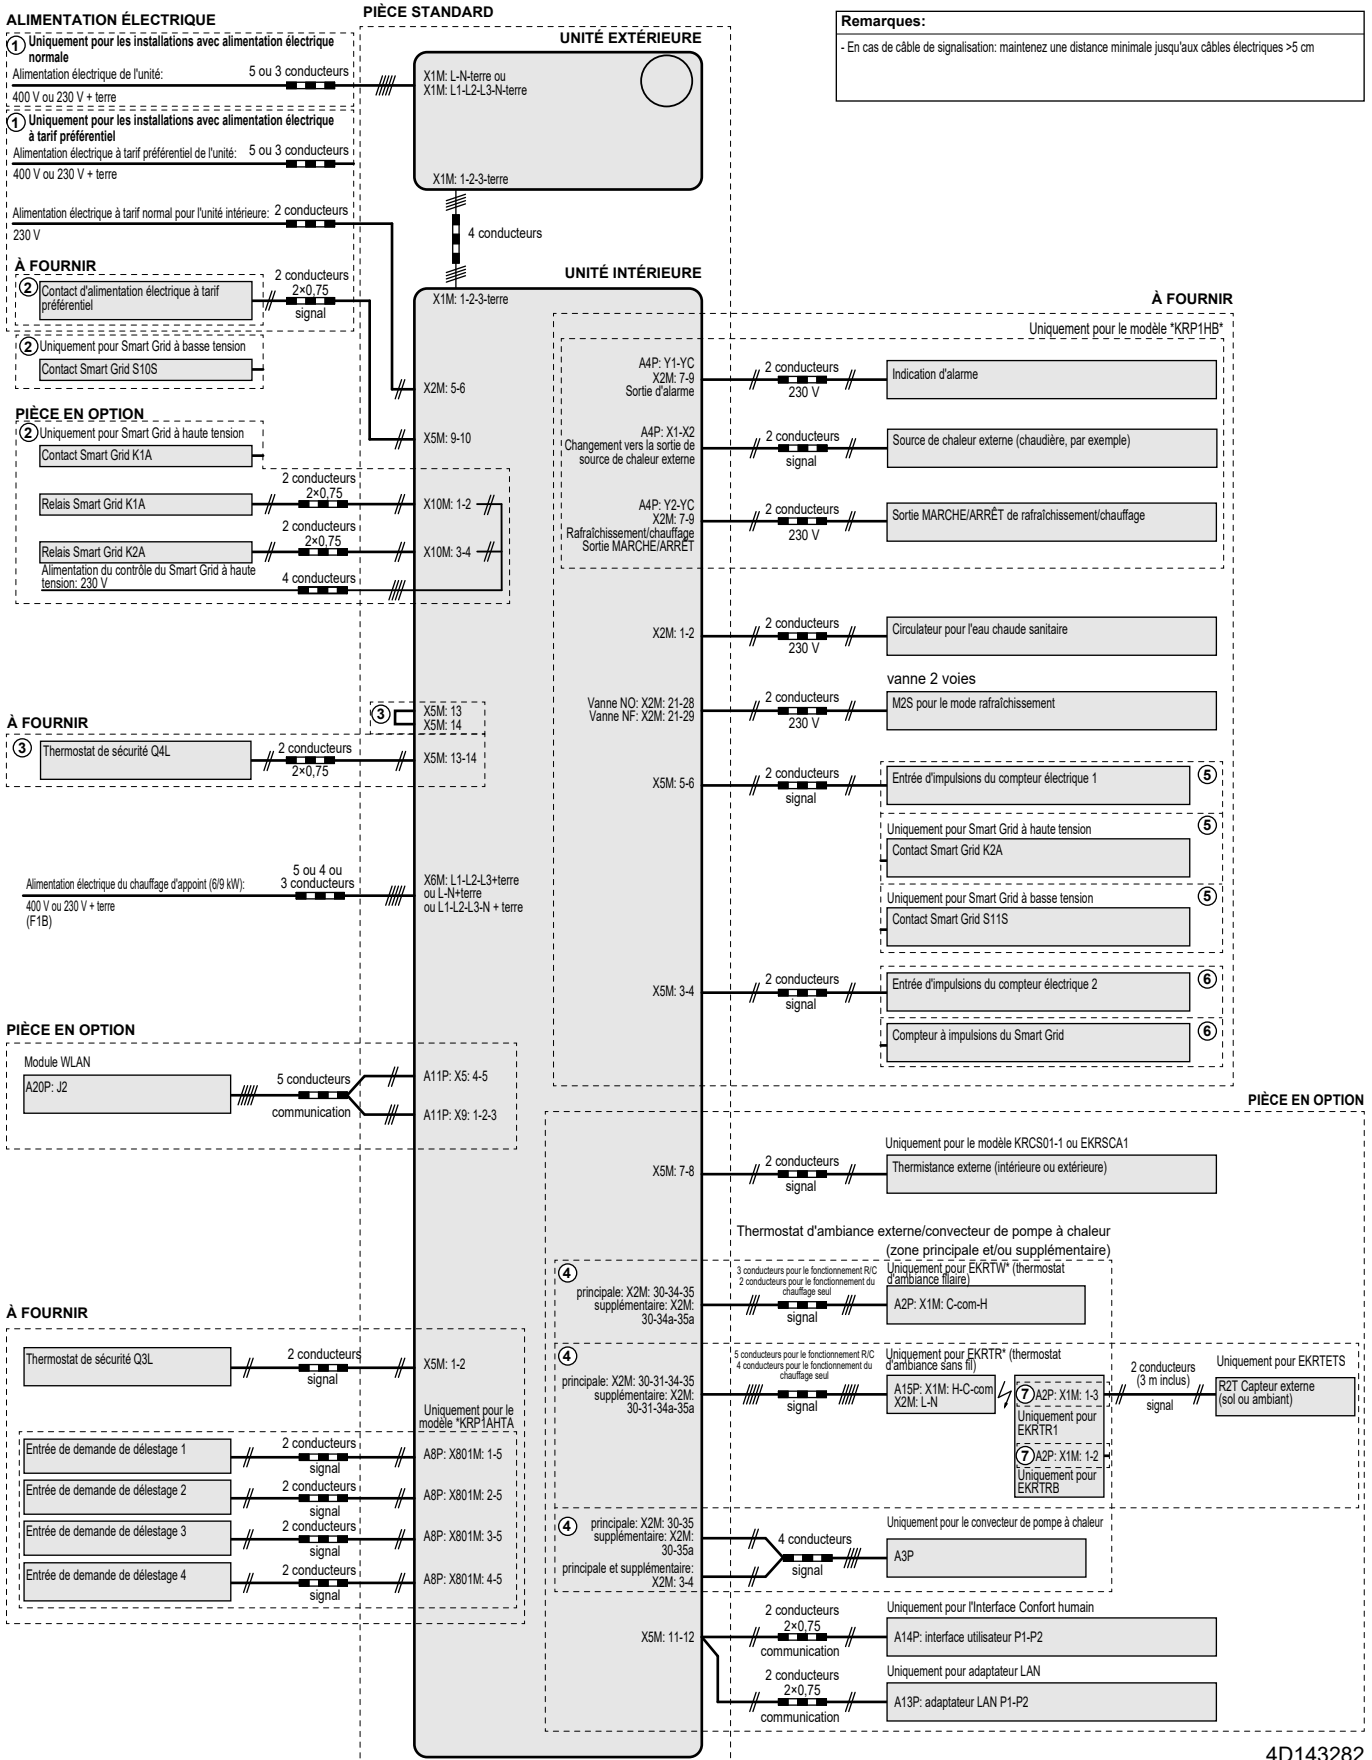 ALIMENTATION ÉLECTRIQUE
1 Uniquement pour les installations avec alimentation électrique
normale
Alimentation électrique de l'unité:
5 ou 3 conducteurs
400 V ou 230 V + terre
1 Uniquement pour les installations avec alimentation électrique
à tarif préférentiel
Alimentation électrique à tarif préférentiel de l'unité:
5 ou 3 conducteurs
400 V ou 230 V + terre
Alimentation électrique à tarif normal pour l'unité intérieure:
2 conducteurs
230 V
À FOURNIR
2 Contact d'alimentation électrique à tarif
préférentiel
2 conducteurs
2×0,75
signal
2 Uniquement pour Smart Grid à basse tension
Contact Smart Grid S10S
PIÈCE EN OPTION
2 Uniquement pour Smart Grid à haute tension
Contact Smart Grid K1A
2 conducteurs
2×0,75
Relais Smart Grid K1A
2 conducteurs
2×0,75
Relais Smart Grid K2A
Alimentation du contrôle du Smart Grid à haute
tension: 230 V
4 conducteurs
À FOURNIR
3 Thermostat de sécurité Q4L
2 conducteurs
2×0,75
Alimentation électrique du chauffage d'appoint (6/9 kW):
5 ou 4 ou
3 conducteurs
400 V ou 230 V + terre
(F1B)
PIÈCE EN OPTION
Module WLAN
A20P: J2
5 conducteurs
communication
À FOURNIR
Thermostat de sécurité Q3L
2 conducteurs
signal
Entrée de demande de délestage 1
2 conducteurs
signal
Entrée de demande de délestage 2
2 conducteurs
signal
Entrée de demande de délestage 3
2 conducteurs
signal
Entrée de demande de délestage 4
2 conducteurs
signal
PIÈCE STANDARD
UNITÉ EXTÉRIEURE
X1M: L-N-terre ou
X1M: L1-L2-L3-N-terre
X1M: 1-2-3-terre
4 conducteurs
UNITÉ INTÉRIEURE
X1M: 1-2-3-terre
X2M: 5-6
X5M: 9-10
X10M: 1-2
X10M: 3-4
3
X5M: 13
X5M: 14
X5M: 13-14
X6M: L1-L2-L3+terre
ou L-N+terre
ou L1-L2-L3-N + terre
A11P: X5: 4-5
A11P: X9: 1-2-3
X5M: 1-2
Uniquement pour le
modèle *KRP1AHTA
A8P: X801M: 1-5
A8P: X801M: 2-5
A8P: X801M: 3-5
A8P: X801M: 4-5
Remarques:
- En cas de câble de signalisation: maintenez une distance minimale jusqu'aux câbles électriques >5 cm
À FOURNIR
Uniquement pour le modèle *KRP1HB*
A4P: Y1-YC
X2M: 7-9
Sortie d'alarme
2 conducteurs
230 V
Indication d'alarme
A4P: X1-X2
Changement vers la sortie de
source de chaleur externe
2 conducteurs
signal
Source de chaleur externe (chaudière, par exemple)
A4P: Y2-YC
X2M: 7-9
Rafraîchissement/chauffage
Sortie MARCHE/ARRÊT
2 conducteurs
230 V
Sortie MARCHE/ARRÊT de rafraîchissement/chauffage
X2M: 1-2
2 conducteurs
230 V
Circulateur pour l'eau chaude sanitaire
vanne 2 voies
Vanne NO: X2M: 21-28
Vanne NF: X2M: 21-29
2 conducteurs
230 V
M2S pour le mode rafraîchissement
X5M: 5-6
2 conducteurs
signal
Entrée d'impulsions du compteur électrique 1
5
Uniquement pour Smart Grid à haute tension
5
Contact Smart Grid K2A
Uniquement pour Smart Grid à basse tension
5
Contact Smart Grid S11S
X5M: 3-4
2 conducteurs
signal
Entrée d'impulsions du compteur électrique 2
6
Compteur à impulsions du Smart Grid
6
PIÈCE EN OPTION
Uniquement pour le modèle KRCS01-1 ou EKRSCA1
X5M: 7-8
2 conducteurs
signal
Thermistance externe (intérieure ou extérieure)
Thermostat d'ambiance externe/convecteur de pompe à chaleur
(zone principale et/ou supplémentaire)
4
principale: X2M: 30-34-35
supplémentaire: X2M:
30-34a-35a
3 conducteurs pour le fonctionnement R/C
2 conducteurs pour le fonctionnement du
chauffage seul
signal
Uniquement pour EKRTW* (thermostat
d'ambiance filaire)
A2P: X1M: C-com-H
4
principale: X2M: 30-31-34-35
supplémentaire: X2M:
30-31-34a-35a
5 conducteurs pour le fonctionnement R/C
4 conducteurs pour le fonctionnement du
chauffage seul
signal
Uniquement pour EKRTR* (thermostat
d'ambiance sans fil)
A15P: X1M: H-C-com
X2M: L-N
7 A2P: X1M: 1-3
Uniquement pour
EKRTR1
7 A2P: X1M: 1-2
Uniquement pour
EKRTRB
2 conducteurs
(3 m inclus)
signal
Uniquement pour EKRTETS
R2T Capteur externe
(sol ou ambiant)
4
principale: X2M: 30-35
supplémentaire: X2M:
30-35a
principale et supplémentaire:
X2M: 3-4
4 conducteurs
signal
Uniquement pour le convecteur de pompe à chaleur
A3P
X5M: 11-12
2 conducteurs
2×0,75
communication
Uniquement pour l'Interface Confort humain
A14P: interface utilisateur P1-P2
2 conducteurs
2×0,75
communication
Uniquement pour adaptateur LAN
A13P: adaptateur LAN P1-P2
4D143282